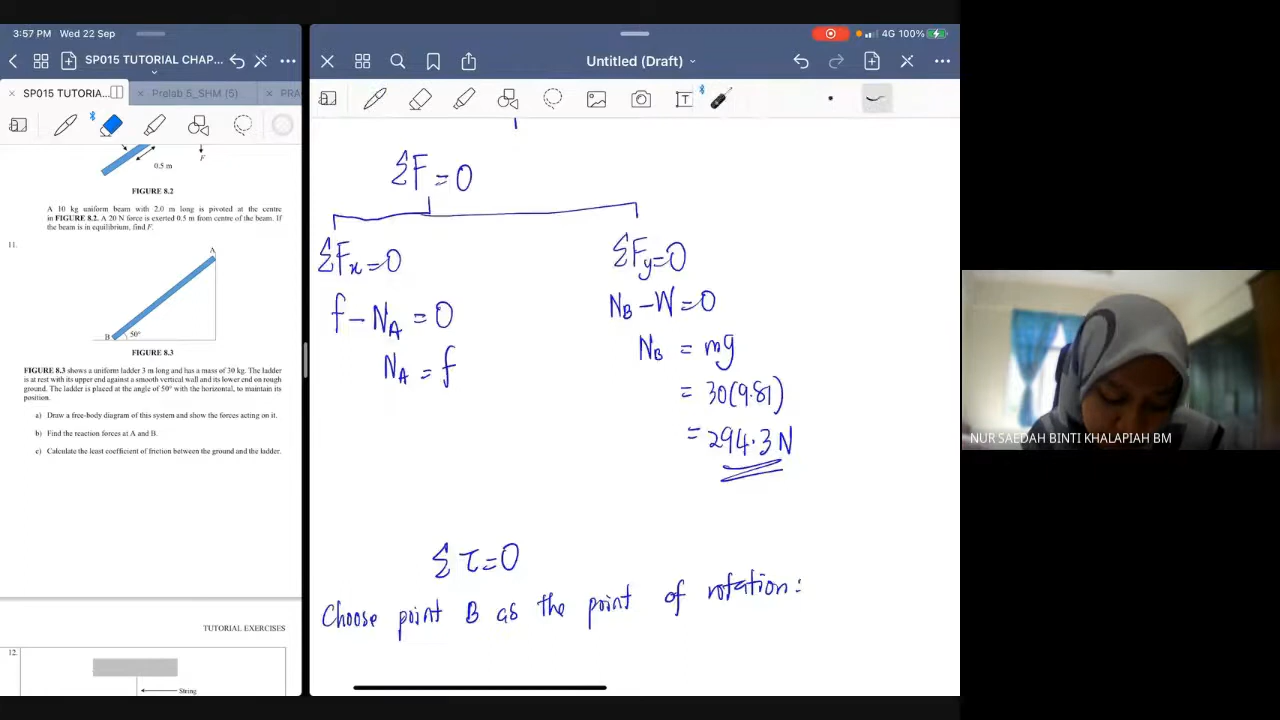 3:57 PM Wed 22 Sep
4G 100%
SP015 TUTORIAL CHAP...
Untitled (Draft)
SP015 TUTORIA...
Prelab 5_SHM (5)
PRA
0.5 m
F
FIGURE 8.2
A 10 kg uniform beam with 2.0 m long is pivoted at the centre
in FIGURE 8.2. A 20 N force is exerted 0.5 m from centre of the beam. If
the beam is in equilibrium, find F.
11.
A
B
50°
FIGURE 8.3
FIGURE 8.3 shows a uniform ladder 3 m long and has a mass of 30 kg. The ladder
is at rest with its upper end against a smooth vertical wall and its lower end on rough
ground. The ladder is placed at the angle of 50° with the horizontal, to maintain its
position.
a) Draw a free-body diagram of this system and show the forces acting on it.
b) Find the reaction forces at A and B.
c) Calculate the least coefficient of friction between the ground and the ladder.
TUTORIAL EXERCISES
12.
String
ΣF = 0
ΣFx = 0
f - NA = 0
NA = f
ΣFy = 0
NB - W = 0
NB = mg
= 30(9.81)
= 294.3 N
Στ = 0
Choose point B as the point of rotation:
NUR SAEDAH BINTI KHALAPIAH BM